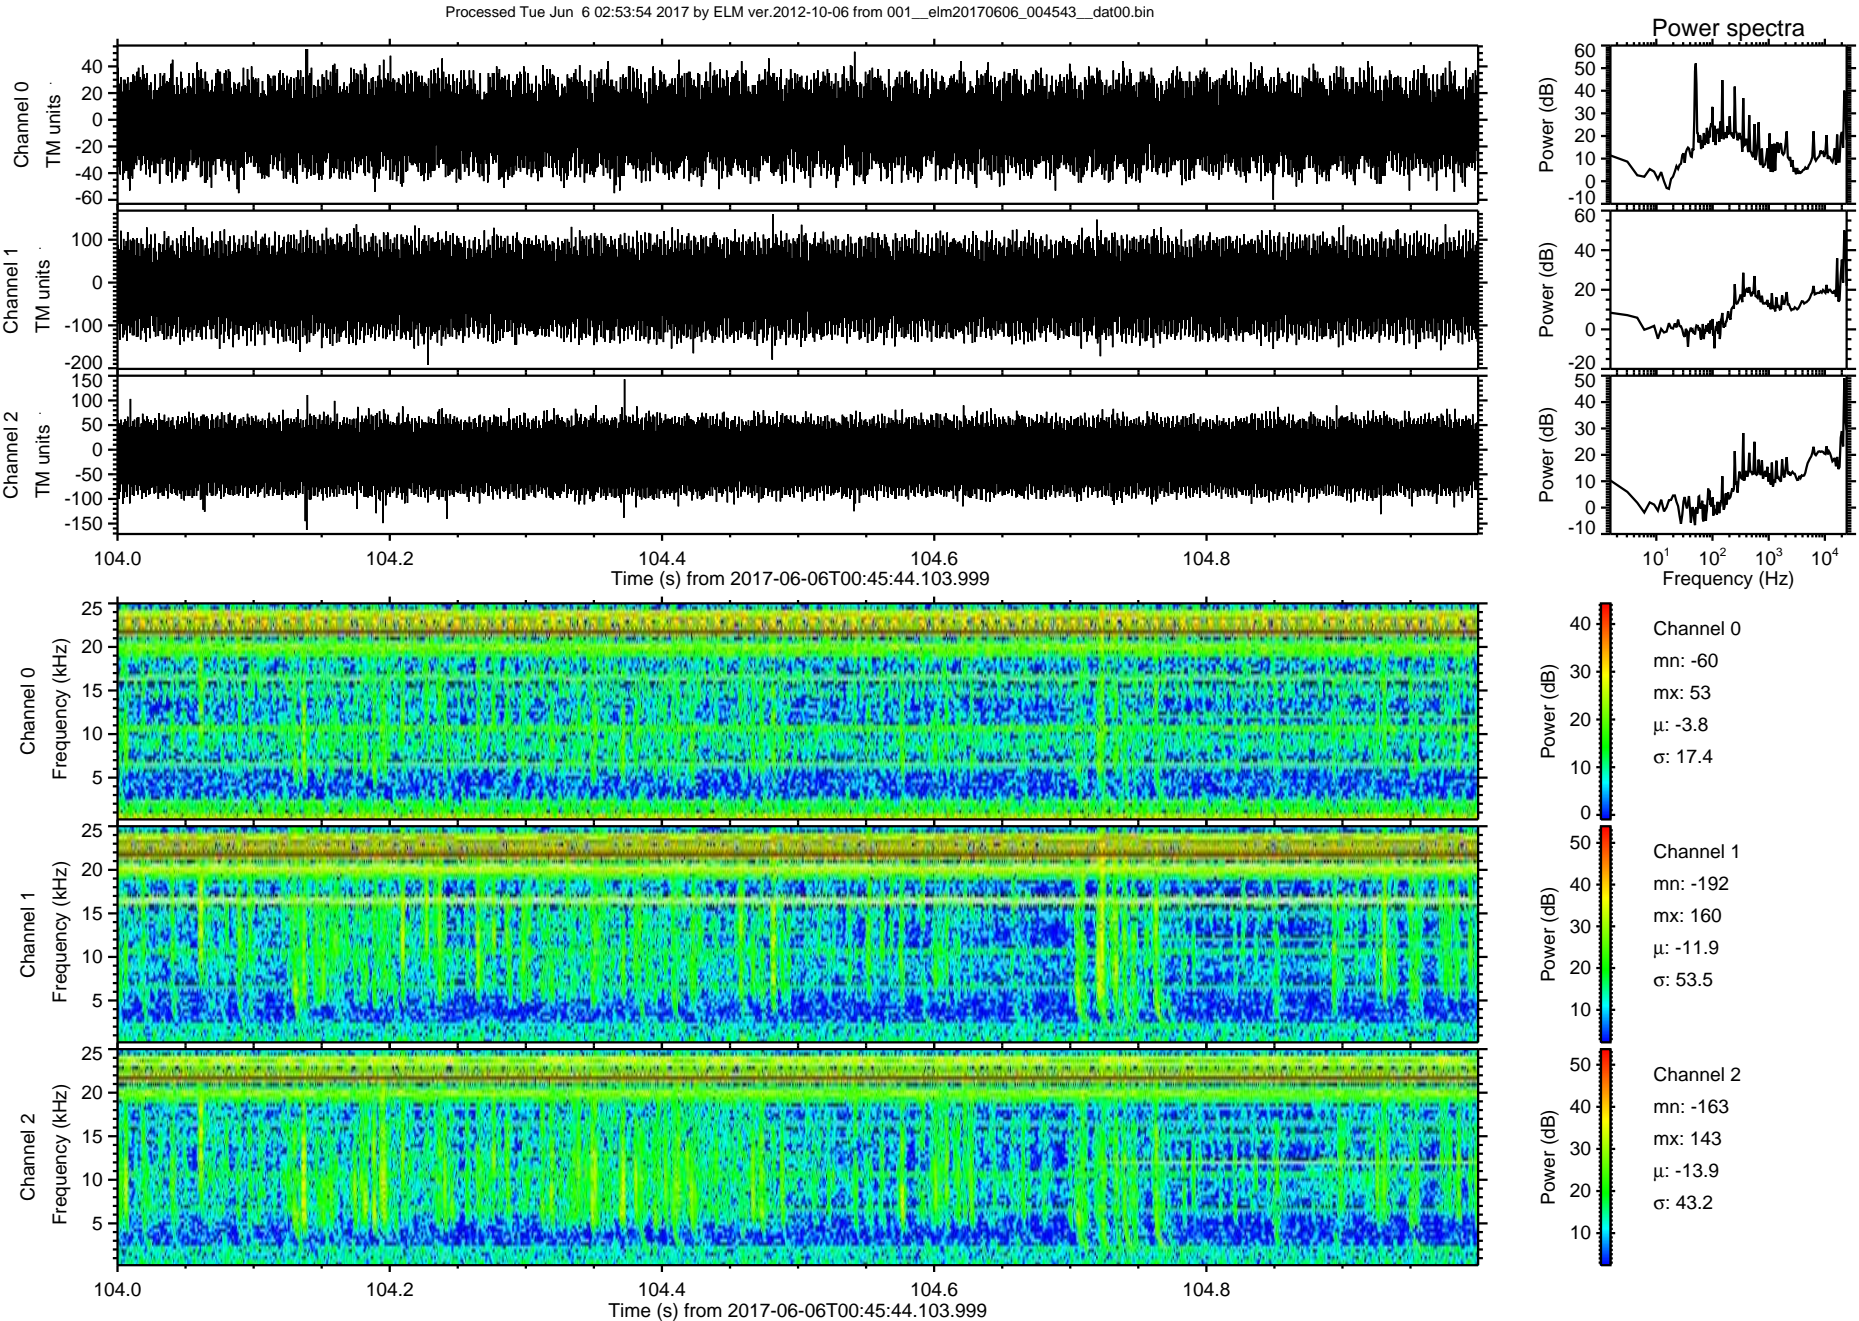 Processed Tue Jun  6 02:53:54 2017 by ELM ver.2012-10-06 from 001__elm20170606_004543__dat00.bin
Power spectra
Channel 0
TM units
40
20
0
-20
-40
-60
Power (dB)
60
50
40
30
20
10
0
-10
Channel 1
TM units
100
0
-100
-200
Power (dB)
60
40
20
0
-20
Channel 2
TM units
150
100
50
0
-50
-100
-150
Power (dB)
50
40
30
20
10
0
-10
104.0 104.2 104.4 104.6 104.8
Time (s) from 2017-06-06T00:45:44.103.999
10¹ 10² 10³ 10⁴
Frequency (Hz)
Channel 0
Frequency (kHz)
25
20
15
10
5
Power (dB)
40
30
20
10
0
Channel 0
mn: -60
mx: 53
μ: -3.8
σ: 17.4
Channel 1
Frequency (kHz)
25
20
15
10
5
Power (dB)
50
40
30
20
10
Channel 1
mn: -192
mx: 160
μ: -11.9
σ: 53.5
Channel 2
Frequency (kHz)
25
20
15
10
5
Power (dB)
50
40
30
20
10
Channel 2
mn: -163
mx: 143
μ: -13.9
σ: 43.2
104.0 104.2 104.4 104.6 104.8
Time (s) from 2017-06-06T00:45:44.103.999